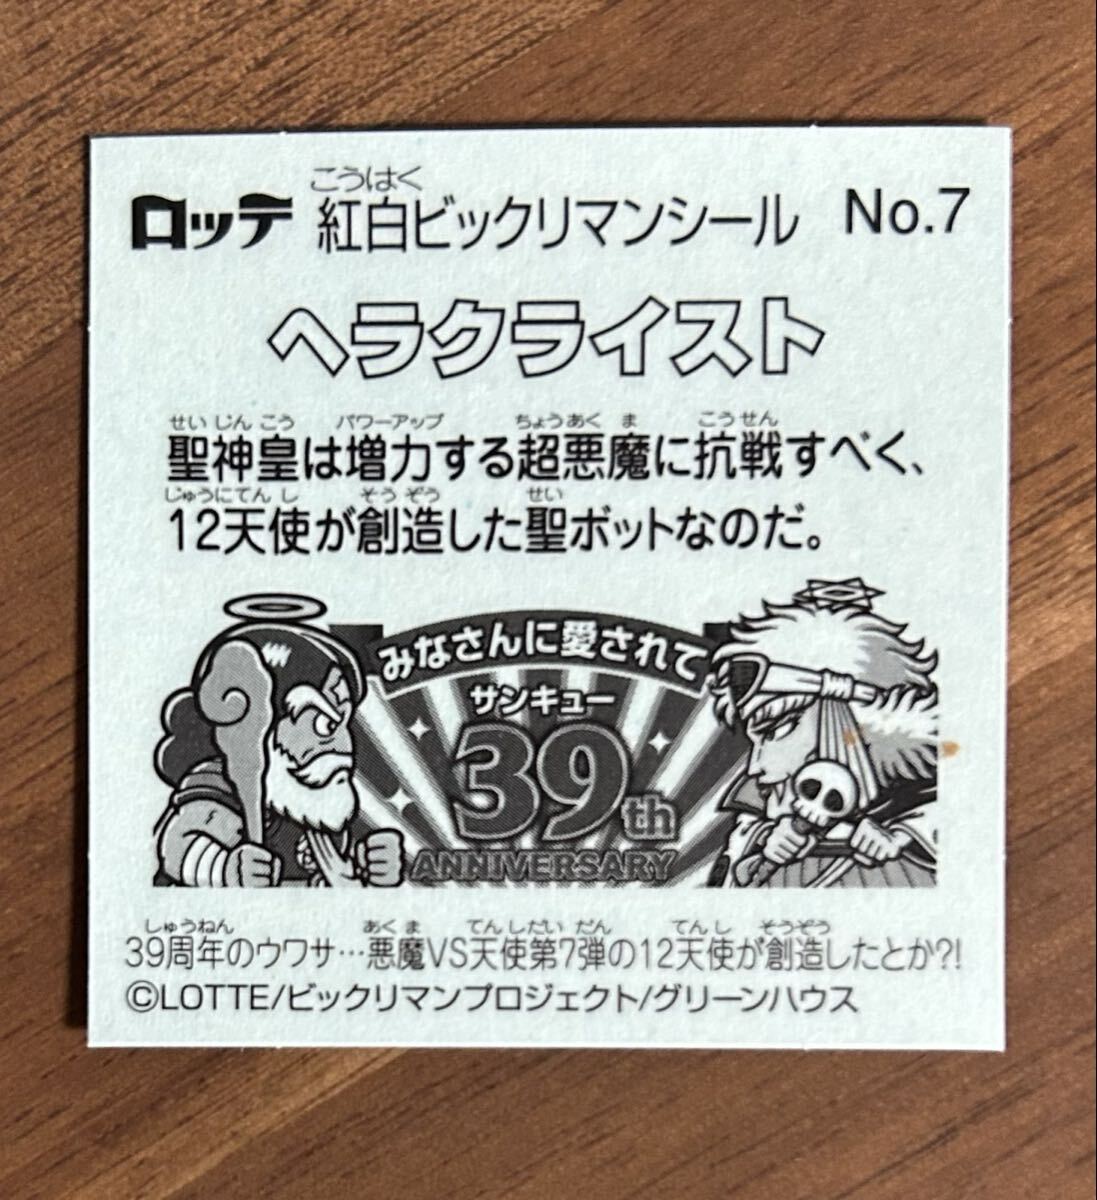 こうはく
ロッテ 紅白ビックリマンシール No.7
ヘラクライスト
せいじんこう パワーアップ ちょうあくま こうせん
聖神皇は増力する超悪魔に抗戦すべく、
じゅうにてんし そうぞう せい
12天使が創造した聖ボットなのだ。
みなさんに愛されて
サンキュー
39th
ANNIVERSARY
しゅうねん あくま てんしだいだん てんし そうぞう
39周年のウワサ…悪魔VS天使第7弾の12天使が創造したとか?!
©LOTTE/ビックリマンプロジェクト/グリーンハウス